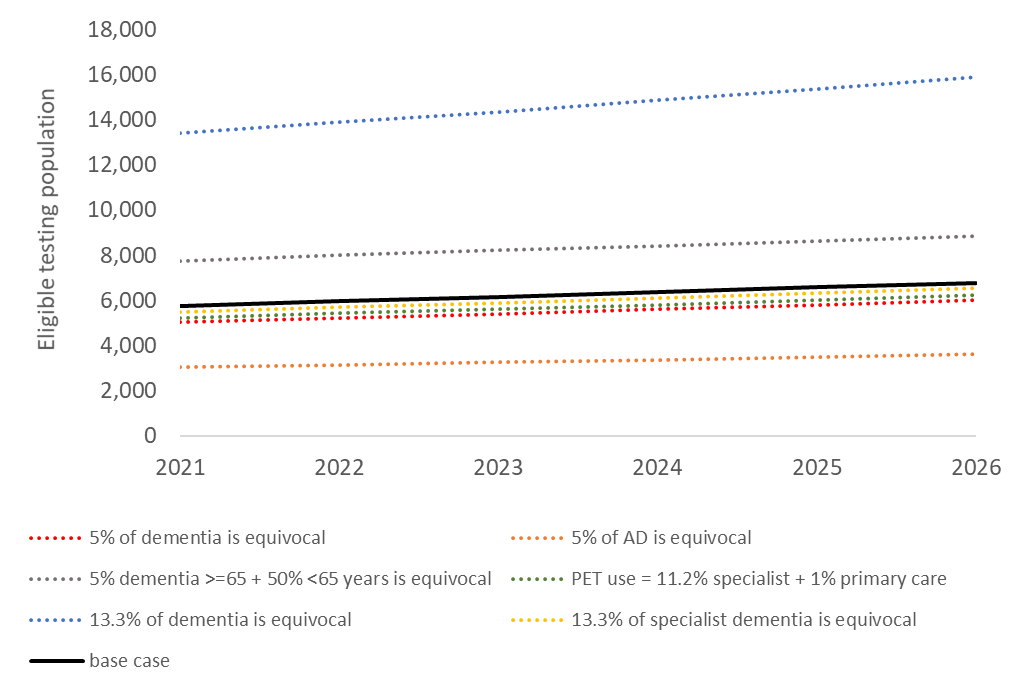 Eligible testing population
18,000
16,000
14,000
12,000
10,000
8,000
6,000
4,000
2,000
0
2021 2022 2023 2024 2025 2026
5% of dementia is equivocal
5% of AD is equivocal
5% dementia >=65 + 50% <65 years is equivocal
PET use = 11.2% specialist + 1% primary care
13.3% of dementia is equivocal
13.3% of specialist dementia is equivocal
base case